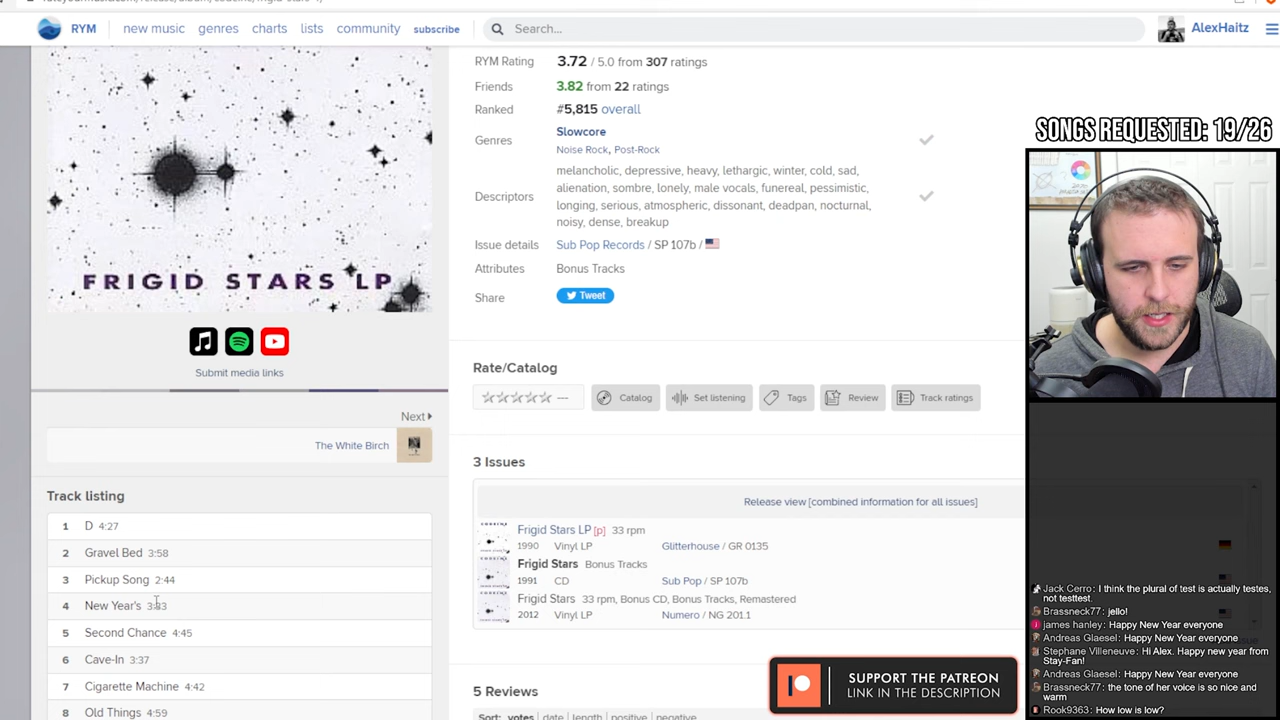 RYM
new music
genres
charts
lists
community
subscribe
Search...
AlexHaitz
FRIGID STARS LP
Submit media links
Next
The White Birch
Track listing
1 D 4:27
2 Gravel Bed 3:58
3 Pickup Song 2:44
4 New Year's
5 Second Chance 4:45
6 Cave-In 3:37
7 Cigarette Machine 4:42
8 Old Things 4:59
RYM Rating 3.72 / 5.0 from 307 ratings
Friends 3.82 from 22 ratings
Ranked #5,815 overall
Genres Slowcore
Noise Rock, Post-Rock
Descriptors
melancholic, depressive, heavy, lethargic, winter, cold, sad,
alienation, sombre, lonely, male vocals, funereal, pessimistic,
longing, serious, atmospheric, dissonant, deadpan, nocturnal,
noisy, dense, breakup
Issue details Sub Pop Records / SP 107b /
Attributes Bonus Tracks
Share Tweet
Rate/Catalog
---
Catalog
Set listening
Tags
Review
Track ratings
3 Issues
Release view [combined information for all issues]
Frigid Stars LP [p] 33 rpm
1990 Vinyl LP Glitterhouse / GR 0135
Frigid Stars Bonus Tracks
1991 CD Sub Pop / SP 107b
Frigid Stars 33 rpm, Bonus CD, Bonus Tracks, Remastered
2012 Vinyl LP Numero / NG 201.1
5 Reviews
Sort: votes | date | length | positive | negative
SUPPORT THE PATREON
LINK IN THE DESCRIPTION
SONGS REQUESTED: 19/26
Jack Cerro: I think the plural of test is actually testes,
not testtest.
Brassneck77: jello!
james hanley: Happy New Year everyone
Andreas Glaesel: Happy New Year everyone
Stephane Villeneuve: Hi Alex. Happy new year from
Stay-Fan!
Andreas Glaesel: Happy New Year everyone
Brassneck77: the tone of her voice is so nice and
warm
Rook9363: How low is low?